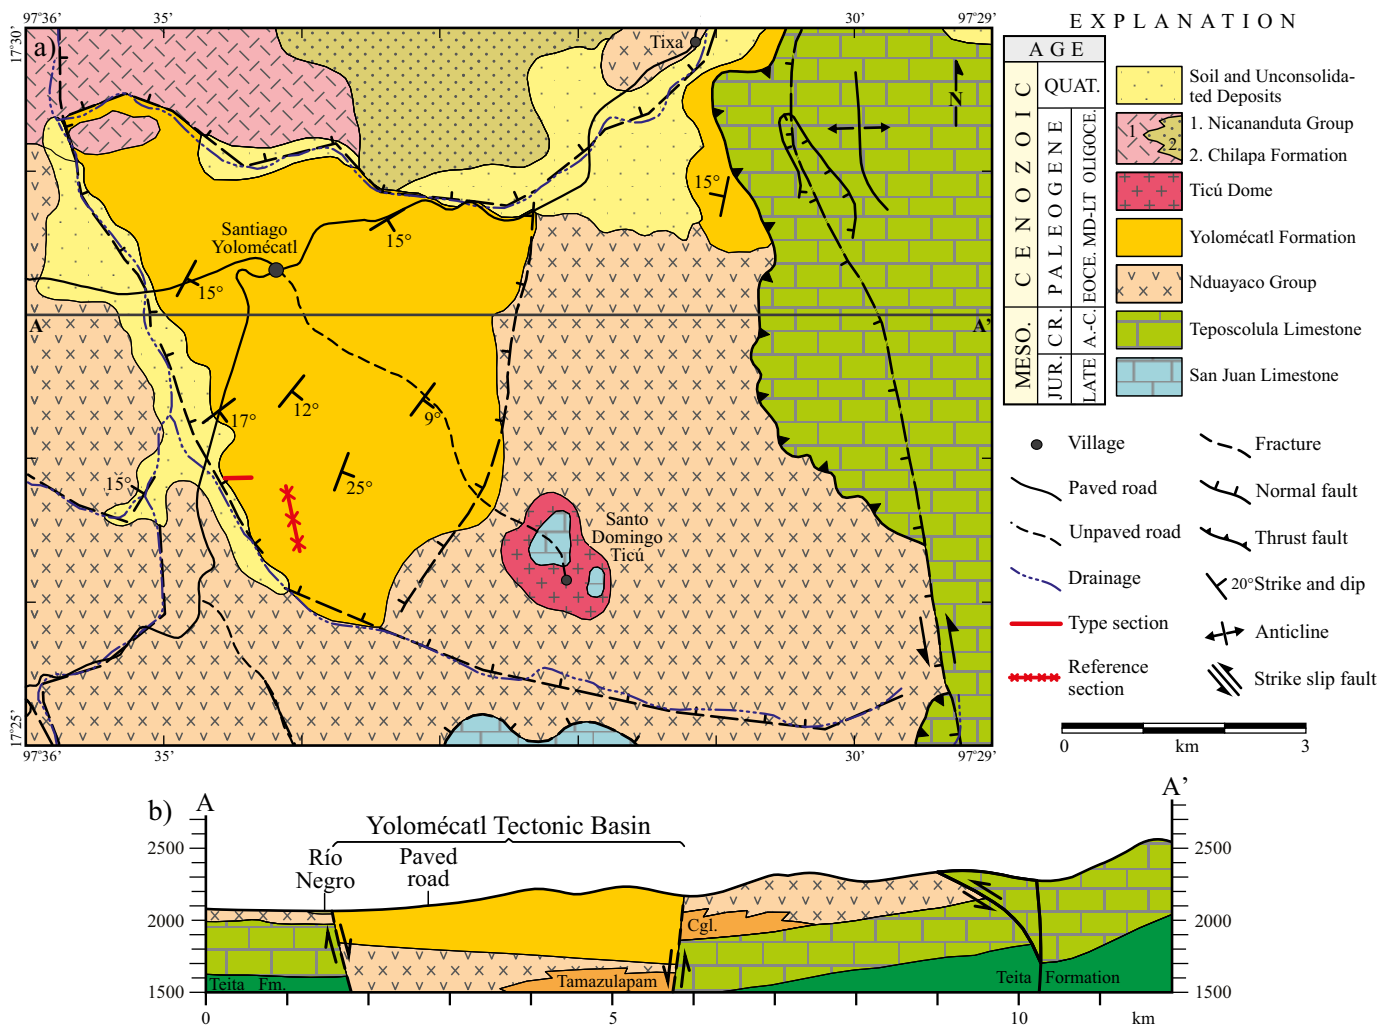 97°36’
35’
30’
97°29’
17°30’
a)
Tixa
N
15°
Santiago
Yolomécatl
15°
15°
A
A’
17°
12°
9°
25°
15°
Santo
Domingo
Ticú
17°25’
97°36’
35’
30’
97°29’
EXPLANATION
AGE
CENOZOIC
MESO.
QUAT.
PALEOGENE
CR.
JUR.
OLIGOCE.
MD-LT
EOCE.
A.-C.
LATE
Soil and Unconsolida-
ted Deposits
1
2
1. Nicananduta Group
2. Chilapa Formation
Ticú Dome
Yolomécatl Formation
Nduayaco Group
Teposcolula Limestone
San Juan Limestone
Village
Paved road
Unpaved road
Drainage
Type section
Reference
section
Fracture
Normal fault
Thrust fault
20° Strike and dip
Anticline
Strike slip fault
0
km
3
b)
A
A’
Yolomécatl Tectonic Basin
Río
Negro
Paved
road
2500
2000
1500
2500
2000
1500
Cgl.
Tamazulapam
Teita Fm.
Teita Formation
0
5
10
km